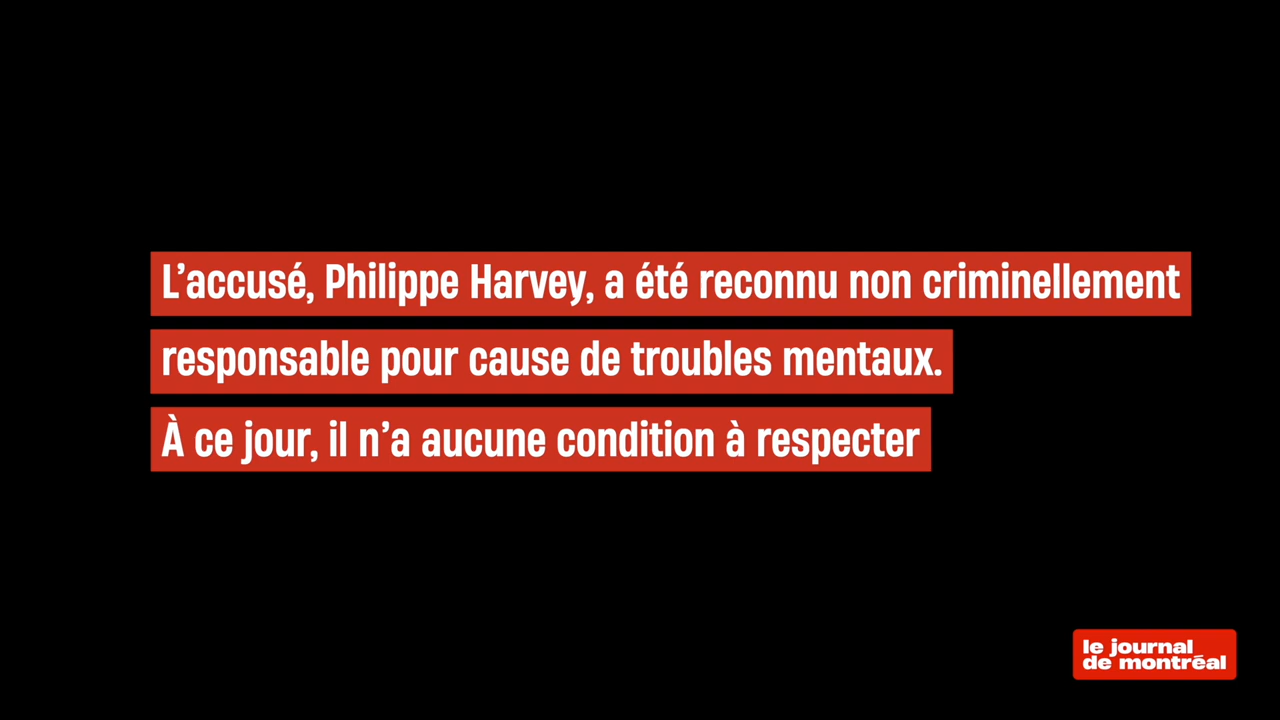 L’accusé, Philippe Harvey, a été reconnu non criminellement
responsable pour cause de troubles mentaux.
À ce jour, il n’a aucune condition à respecter
le journal
de montréal